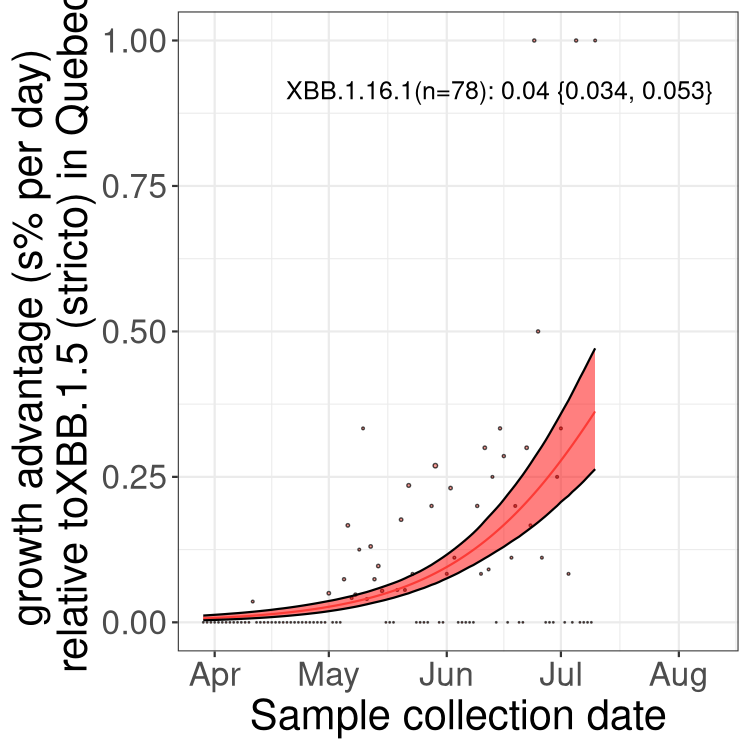 growth advantage (s% per day)
relative toXBB.1.5 (stricto) in Quebec
1.00
0.75
0.50
0.25
0.00
XBB.1.16.1(n=78): 0.04 {0.034, 0.053}
Apr May Jun Jul Aug
Sample collection date